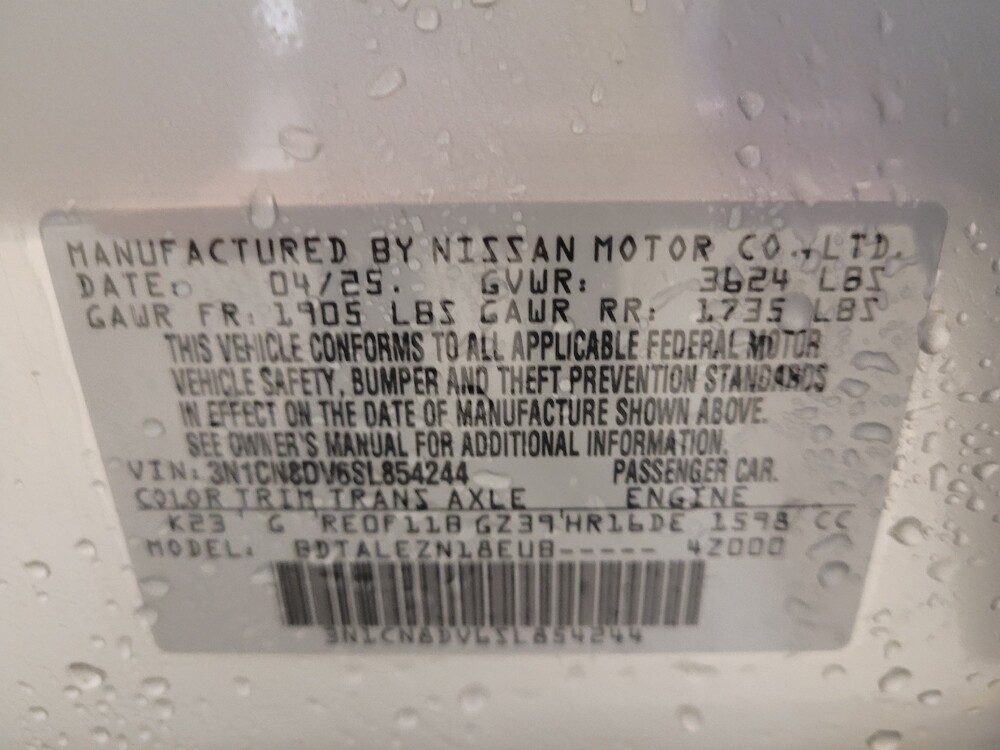 MANUFACTURED BY NISSAN MOTOR CO.,LTD.
DATE: 04/25. GVWR: 3624 LBS
GAWR FR: 1905 LBS GAWR RR: 1735 LBS
THIS VEHICLE CONFORMS TO ALL APPLICABLE FEDERAL MOTOR
VEHICLE SAFETY, BUMPER AND THEFT PREVENTION STANDARDS
IN EFFECT ON THE DATE OF MANUFACTURE SHOWN ABOVE.
SEE OWNER'S MANUAL FOR ADDITIONAL INFORMATION.
VIN: 3N1CN8DV6SL854244 PASSENGER CAR.
COLOR TRIM TRANS AXLE ENGINE
K23 G RE0F11B GZ39 HR16DE 1598 CC
MODEL: BDTALEZN18EUB----- 4Z000
3N1CN8DV6SL854244